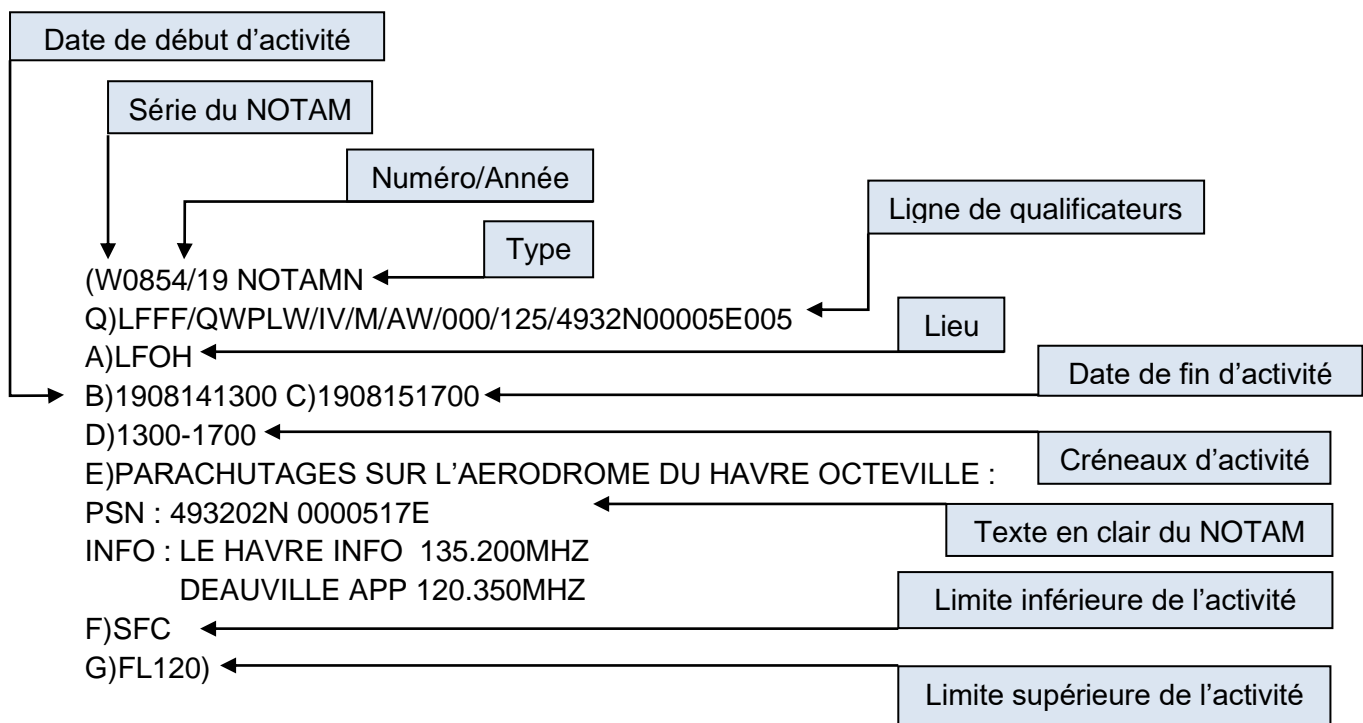 Date de début d'activité
Série du NOTAM
Numéro/Année
Ligne de qualificateurs
Type
(W0854/19 NOTAMN
Q)LFFF/QWPLW/IV/M/AW/000/125/4932N00005E005
Lieu
A)LFOH
Date de fin d'activité
B)1908141300 C)1908151700
D)1300-1700
Créneaux d'activité
E)PARACHUTAGES SUR L'AERODROME DU HAVRE OCTEVILLE :
PSN : 493202N 0000517E
Texte en clair du NOTAM
INFO : LE HAVRE INFO 135.200MHZ
DEAUVILLE APP 120.350MHZ
Limite inférieure de l'activité
F)SFC
G)FL120)
Limite supérieure de l'activité